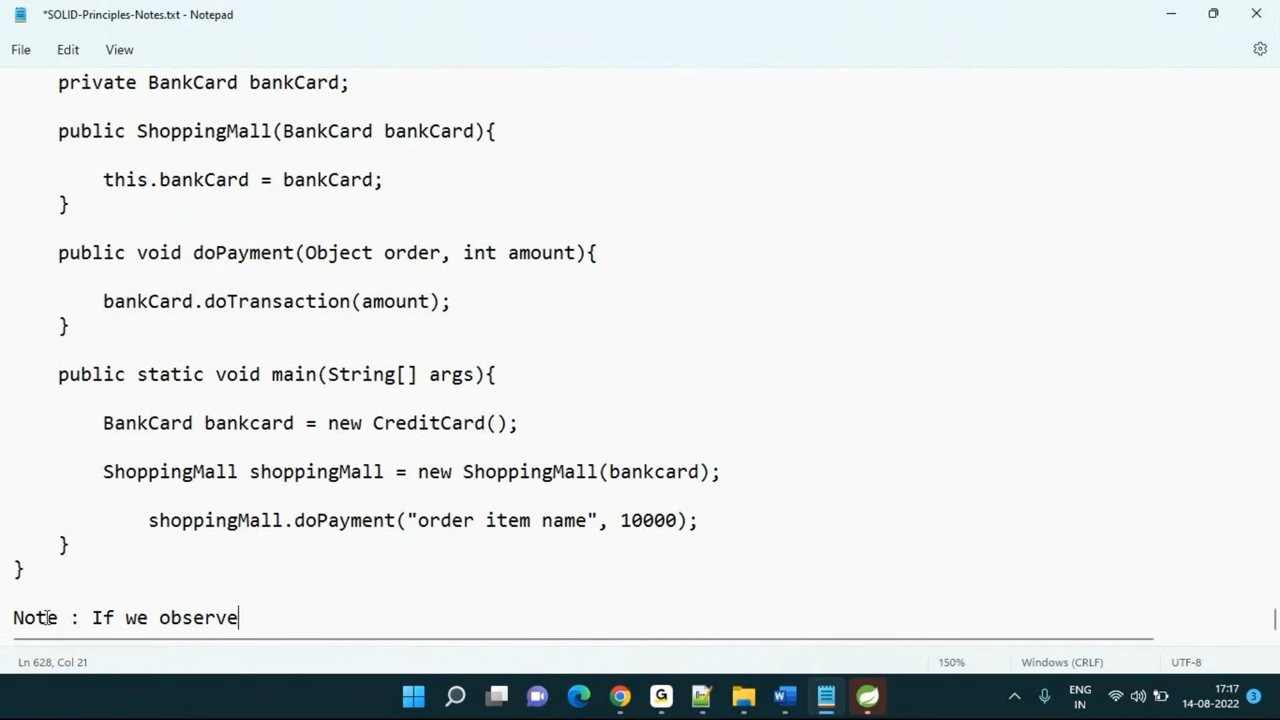 *SOLID-Principles-Notes.txt - Notepad
File Edit View
private BankCard bankCard;
public ShoppingMall(BankCard bankCard){
this.bankCard = bankCard;
}
public void doPayment(Object order, int amount){
bankCard.doTransaction(amount);
}
public static void main(String[] args){
BankCard bankcard = new CreditCard();
ShoppingMall shoppingMall = new ShoppingMall(bankcard);
shoppingMall.doPayment("order item name", 10000);
}
}
Note : If we observe
Ln 628, Col 21 150% Windows (CRLF) UTF-8
ENG
IN
17:17
14-08-2022
3